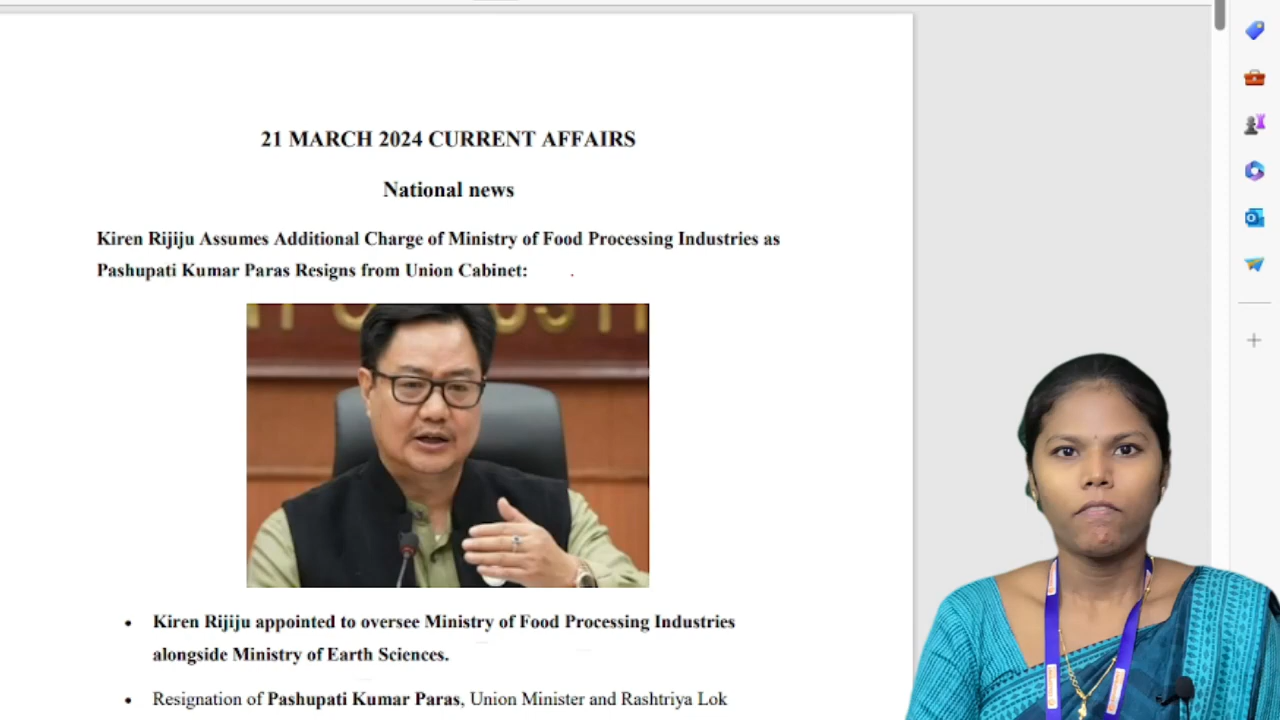 21 MARCH 2024 CURRENT AFFAIRS
National news
Kiren Rijiju Assumes Additional Charge of Ministry of Food Processing Industries as
Pashupati Kumar Paras Resigns from Union Cabinet:
• Kiren Rijiju appointed to oversee Ministry of Food Processing Industries
alongside Ministry of Earth Sciences.
• Resignation of Pashupati Kumar Paras, Union Minister and Rashtriya Lok